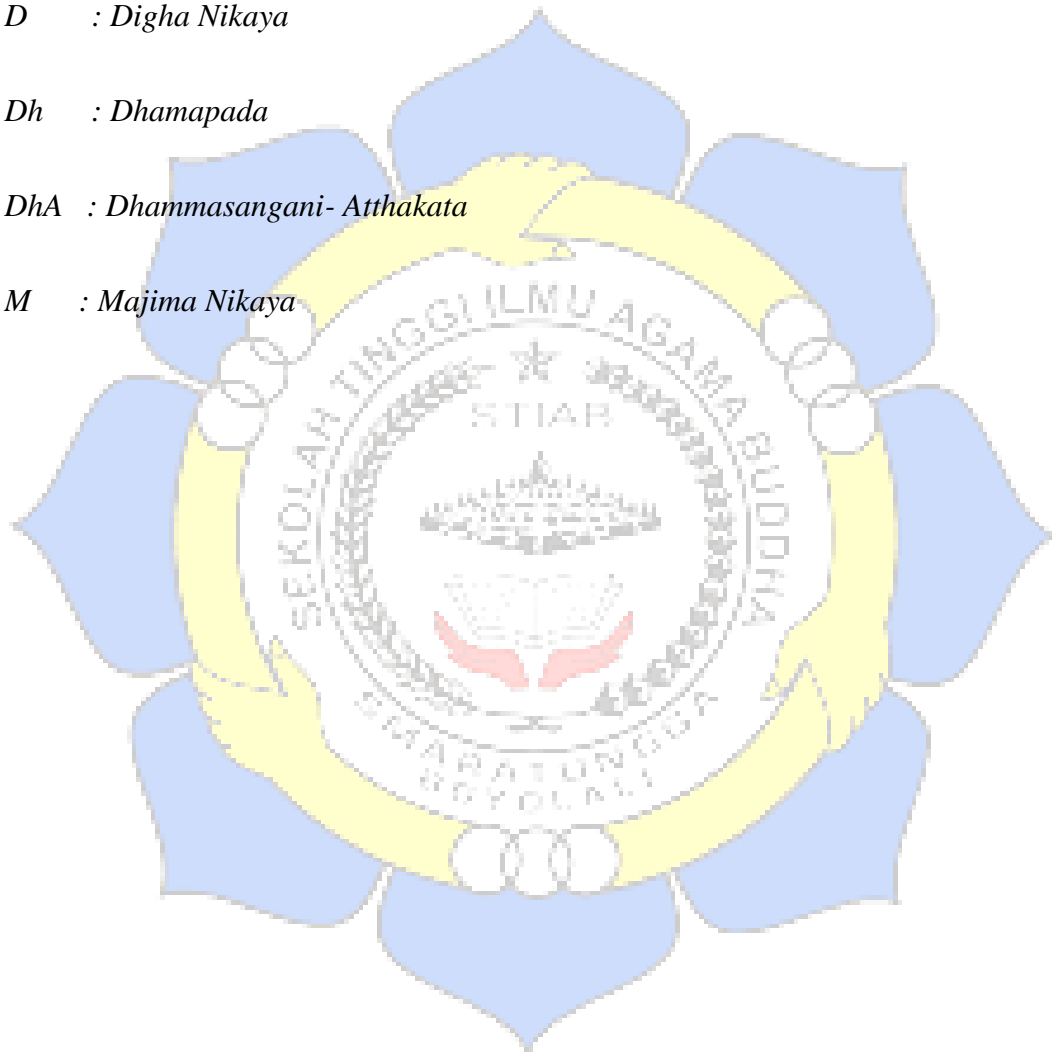 D : Digha Nikaya
Dh : Dhamapada
DhA : Dhammasangani- Atthakata
M : Majima Nikaya
SEKOLAH TINGGI ILMU AGAMA BUDDHA
STIAB
SMARATUNGGA
BOYOLALI